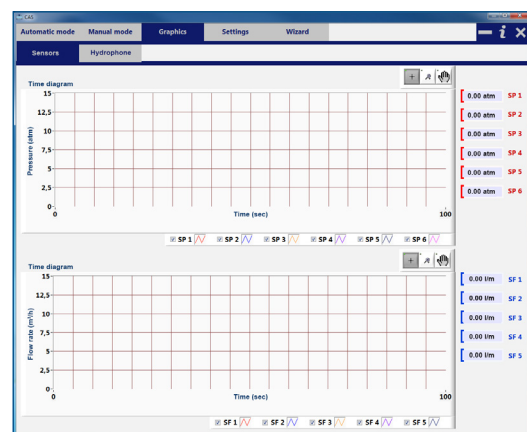 CAS
Automatic mode Manual mode Graphics Settings Wizard
Sensors Hydrophone
Time diagram
Pressure (atm)
15
12,5
10
7,5
5
2,5
0
0 Time (sec) 100
SP 1 SP 2 SP 3 SP 4 SP 5 SP 6
0.00 atm SP 1
0.00 atm SP 2
0.00 atm SP 3
0.00 atm SP 4
0.00 atm SP 5
0.00 atm SP 6
Time diagram
Flow rate (m³/h)
15
12,5
10
7,5
5
2,5
0
0 Time (sec) 100
SF 1 SF 2 SF 3 SF 4 SF 5
0.00 l/m SF 1
0.00 l/m SF 2
0.00 l/m SF 3
0.00 l/m SF 4
0.00 l/m SF 5